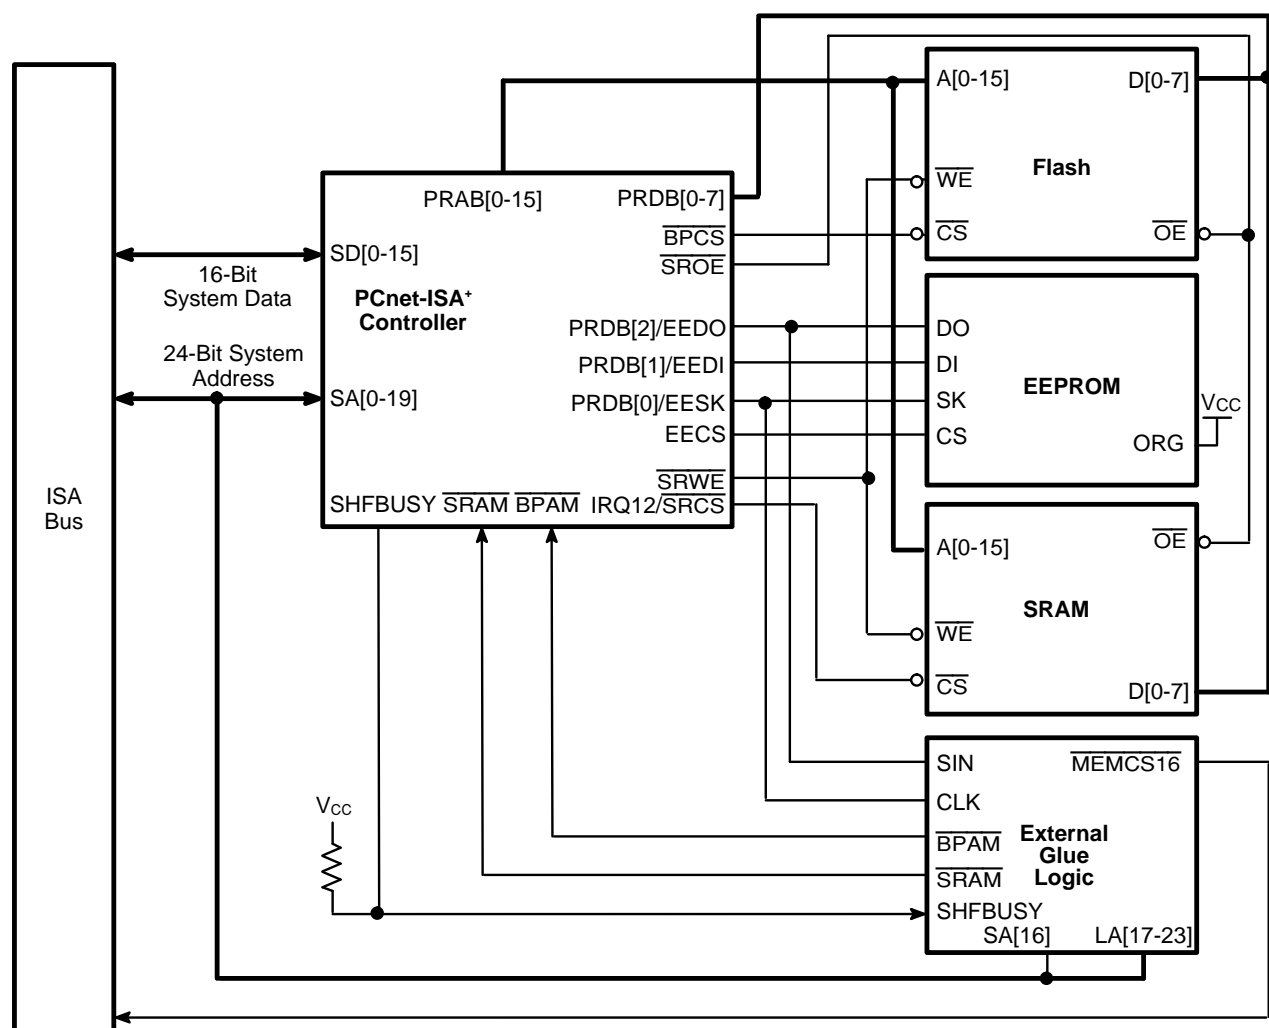 ISA
Bus
16-Bit
System Data
24-Bit System
Address
PRAB[0-15]
PRDB[0-7]
SD[0-15]
BPCS
SROE
PCnet-ISA+
Controller
PRDB[2]/EEDO
PRDB[1]/EEDI
SA[0-19]
PRDB[0]/EESK
EECS
SRWE
SHFBUSY SRAM BPAM IRQ12/SRCS
A[0-15]
D[0-7]
Flash
WE
CS
OE
DO
DI
EEPROM
SK
CS
VCC
ORG
A[0-15]
OE
SRAM
WE
CS
D[0-7]
SIN
MEMCS16
CLK
BPAM
External
Glue
Logic
SRAM
SHFBUSY
SA[16]
LA[17-23]
VCC